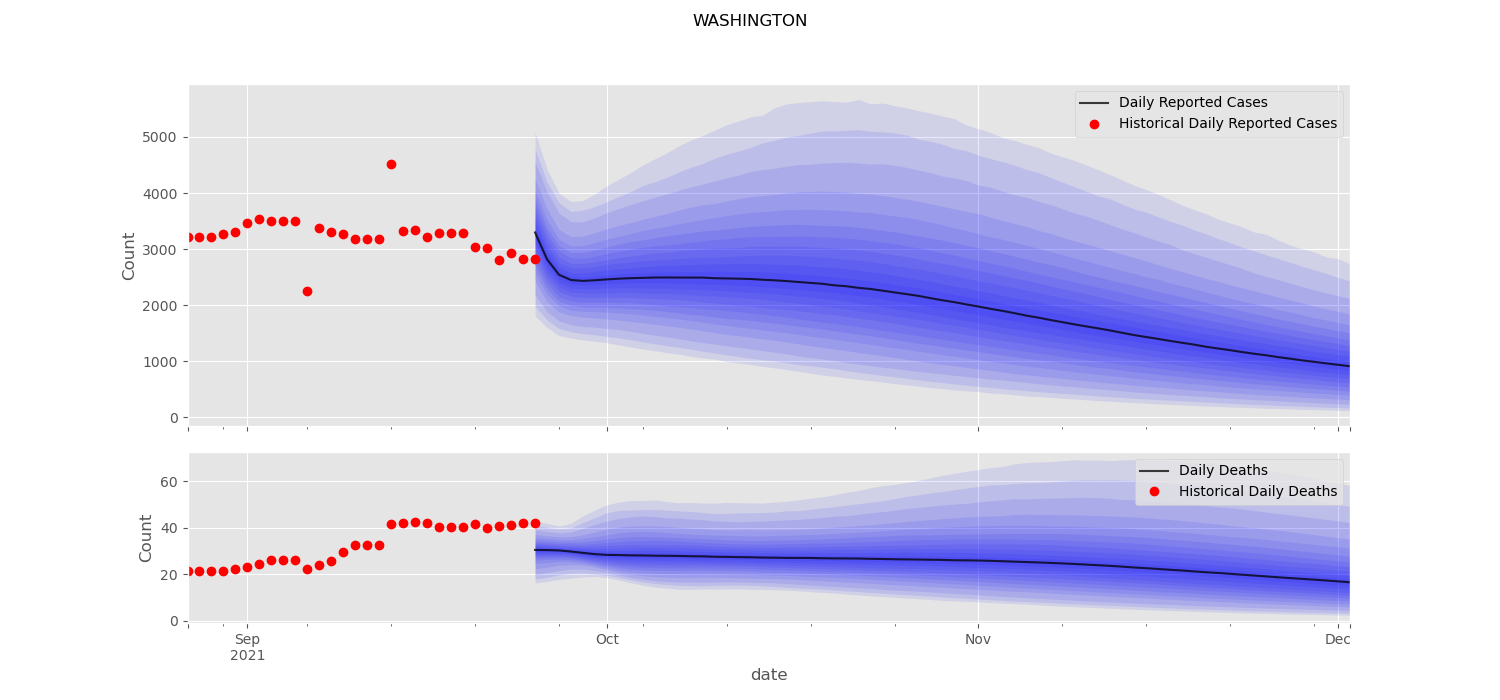 WASHINGTON
Daily Reported Cases
Historical Daily Reported Cases
5000
4000
3000
2000
1000
0
Count
Daily Deaths
Historical Daily Deaths
60
40
20
0
Count
Sep Oct Nov Dec
2021
date